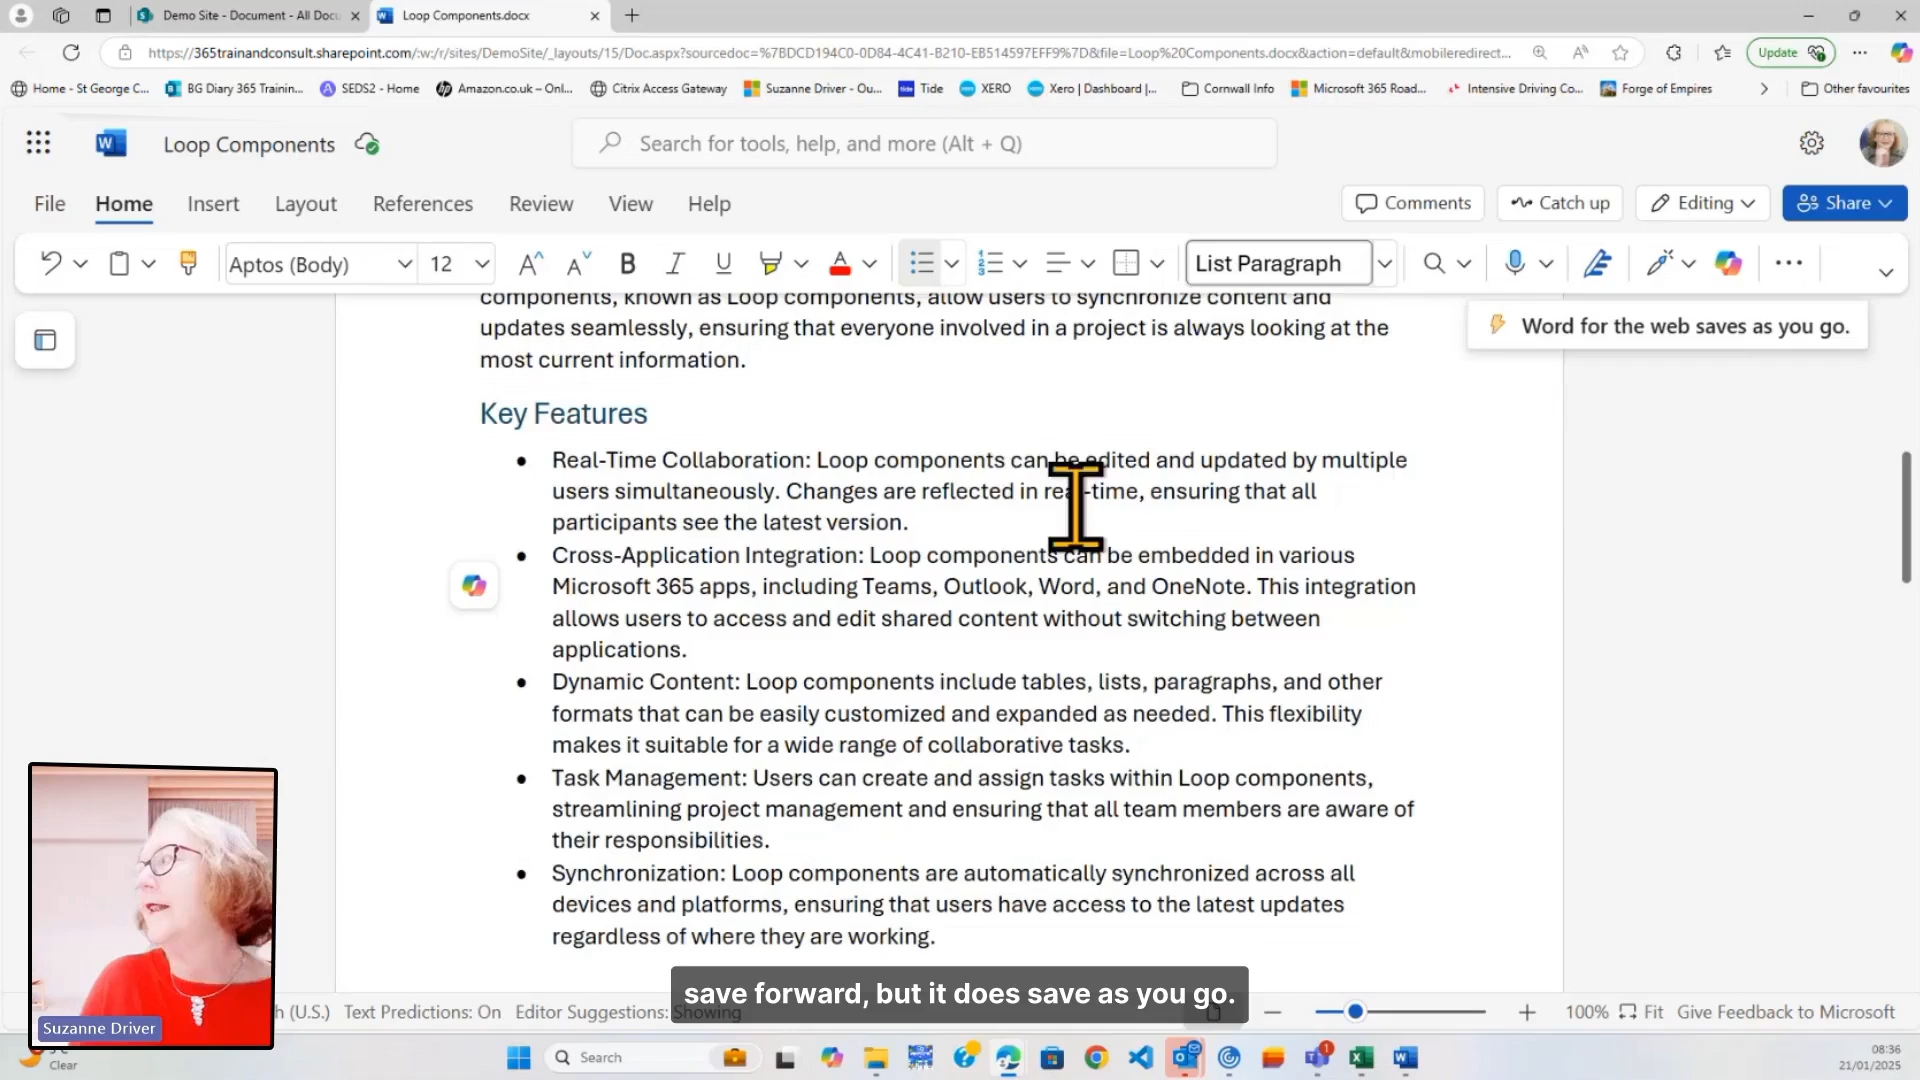 Demo Site - Document - All Docu
Loop Components.docx
https://365trainandconsult.sharepoint.com/:w:/r/sites/DemoSite/_layouts/15/Doc.aspx?sourcedoc=%7BDCD194C0-0D84-4C41-B210-EB514597EFF9%7D&file=Loop%20Components.docx&action=default&mobileredirect...
Update
Home - St George C...
BG Diary 365 Trainin...
SEDS2 - Home
Amazon.co.uk – Onl...
Citrix Access Gateway
Suzanne Driver - Ou...
Tide
XERO
Xero | Dashboard |...
Cornwall Info
Microsoft 365 Road...
Intensive Driving Co...
Forge of Empires
Other favourites
Loop Components
Search for tools, help, and more (Alt + Q)
File Home Insert Layout References Review View Help
Comments Catch up Editing Share
Aptos (Body) 12 List Paragraph
Word for the web saves as you go.
components, known as Loop components, allow users to synchronize content and
updates seamlessly, ensuring that everyone involved in a project is always looking at the
most current information.
Key Features
• Real-Time Collaboration: Loop components can be edited and updated by multiple
users simultaneously. Changes are reflected in real-time, ensuring that all
participants see the latest version.
• Cross-Application Integration: Loop components can be embedded in various
Microsoft 365 apps, including Teams, Outlook, Word, and OneNote. This integration
allows users to access and edit shared content without switching between
applications.
• Dynamic Content: Loop components include tables, lists, paragraphs, and other
formats that can be easily customized and expanded as needed. This flexibility
makes it suitable for a wide range of collaborative tasks.
• Task Management: Users can create and assign tasks within Loop components,
streamlining project management and ensuring that all team members are aware of
their responsibilities.
• Synchronization: Loop components are automatically synchronized across all
devices and platforms, ensuring that users have access to the latest updates
regardless of where they are working.
save forward, but it does save as you go.
(U.S.) Text Predictions: On Editor Suggestions: Showing
100% Fit Give Feedback to Microsoft
Suzanne Driver
Clear
Search
1
08:36
21/01/2025